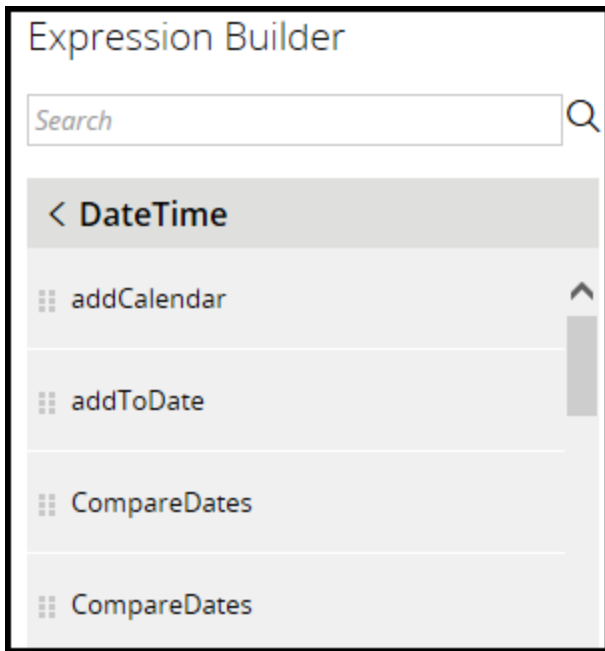 Expression Builder
Search
< DateTime
addCalendar
addToDate
CompareDates
CompareDates